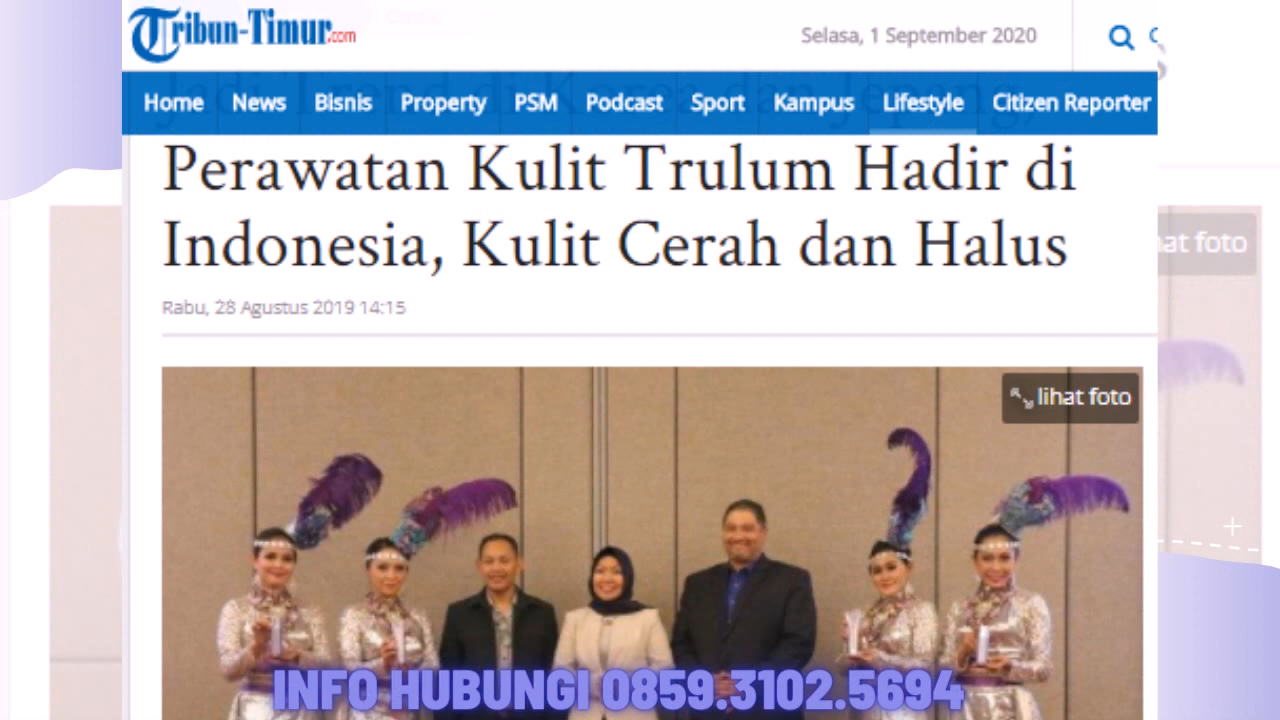 Tribun-Timur.com
Selasa, 1 September 2020
Home News Bisnis Property PSM Podcast Sport Kampus Lifestyle Citizen Reporter
Perawatan Kulit Trulum Hadir di
Indonesia, Kulit Cerah dan Halus
Rabu, 28 Agustus 2019 14:15
lihat foto
hat foto
INFO HUBUNGI 0859.3102.5694